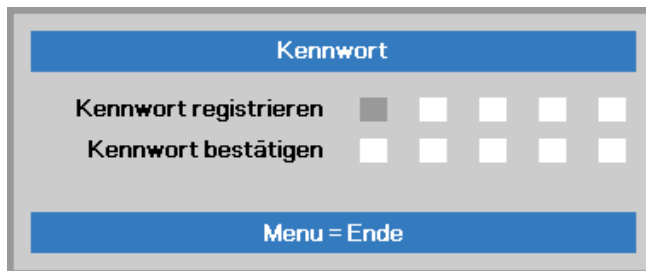 Kennwort
Kennwort registrieren
Kennwort bestätigen
Menu = Ende